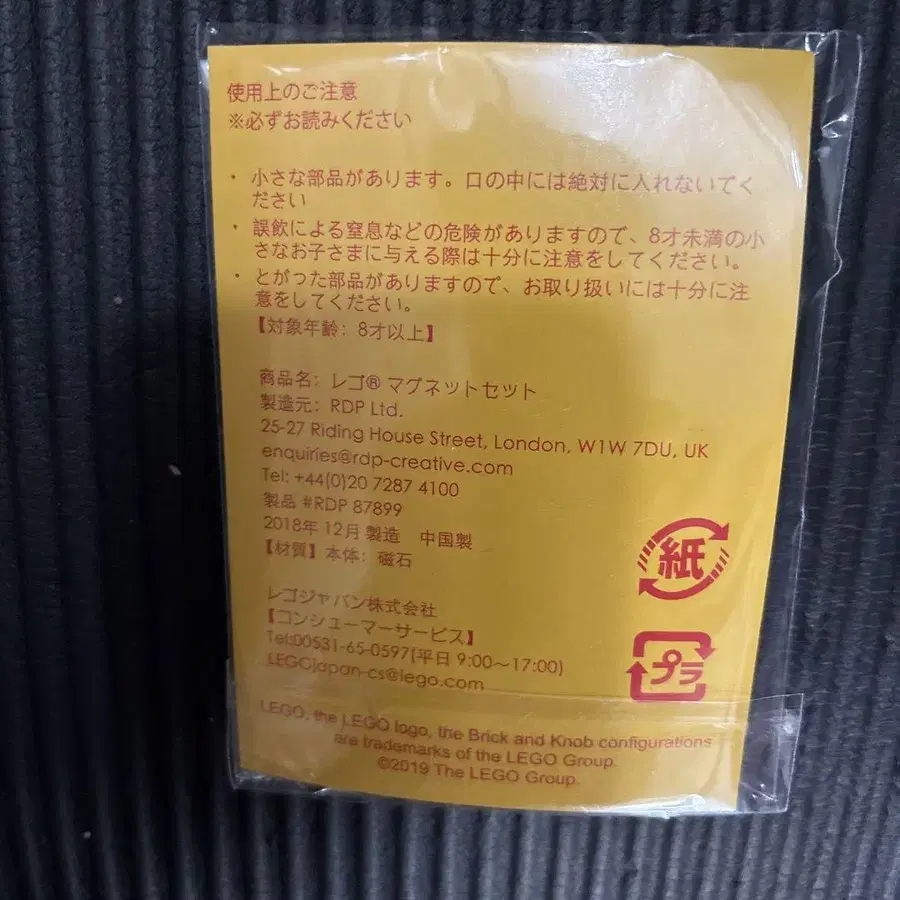 使用上のご注意
※必ずお読みください
・ 小さな部品があります。口の中には絶対に入れないでく
ださい
・ 誤飲による窒息などの危険がありますので、8才未満の小
さなお子さまに与える際は十分に注意をしてください。
・ とがった部品がありますので、お取り扱いには十分に注
意をしてください。
【対象年齢：8才以上】
商品名：レゴ® マグネットセット
製造元：RDP Ltd.
25-27 Riding House Street, London, W1W 7DU, UK
enquiries@rdp-creative.com
Tel: +44(0)20 7287 4100
製品 #RDP 87899
2018年 12月 製造　中国製
【材質】本体：磁石
紙
レゴジャパン株式会社
【コンシューマーサービス】
Tel:00531-65-0597(平日 9:00～17:00)
LEGOjapan-cs@lego.com
プラ
LEGO, the LEGO logo, the Brick and Knob configurations
are trademarks of the LEGO Group.
©2019 The LEGO Group.